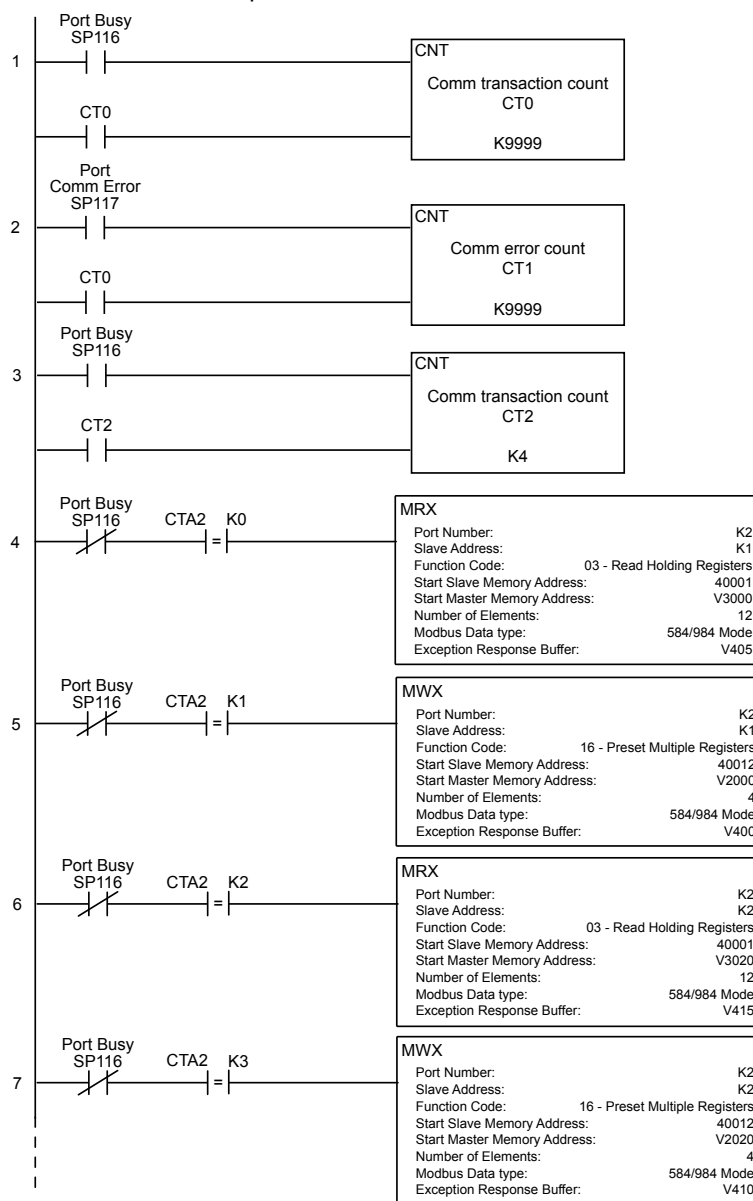 Port Busy
SP116
1
CNT
Comm transaction count
CT0
K9999
CT0
Port
Comm Error
SP117
2
CNT
Comm error count
CT1
K9999
CT0
Port Busy
SP116
3
CNT
Comm transaction count
CT2
K4
CT2
Port Busy
SP116
CTA2 K0
=
4
MRX
Port Number: K2
Slave Address: K1
Function Code: 03 - Read Holding Registers
Start Slave Memory Address: 40001
Start Master Memory Address: V3000
Number of Elements: 12
Modbus Data type: 584/984 Mode
Exception Response Buffer: V405
Port Busy
SP116
CTA2 K1
=
5
MWX
Port Number: K2
Slave Address: K1
Function Code: 16 - Preset Multiple Registers
Start Slave Memory Address: 40012
Start Master Memory Address: V2000
Number of Elements: 4
Modbus Data type: 584/984 Mode
Exception Response Buffer: V400
Port Busy
SP116
CTA2 K2
=
6
MRX
Port Number: K2
Slave Address: K2
Function Code: 03 - Read Holding Registers
Start Slave Memory Address: 40001
Start Master Memory Address: V3020
Number of Elements: 12
Modbus Data type: 584/984 Mode
Exception Response Buffer: V415
Port Busy
SP116
CTA2 K3
=
7
MWX
Port Number: K2
Slave Address: K2
Function Code: 16 - Preset Multiple Registers
Start Slave Memory Address: 40012
Start Master Memory Address: V2020
Number of Elements: 4
Modbus Data type: 584/984 Mode
Exception Response Buffer: V410